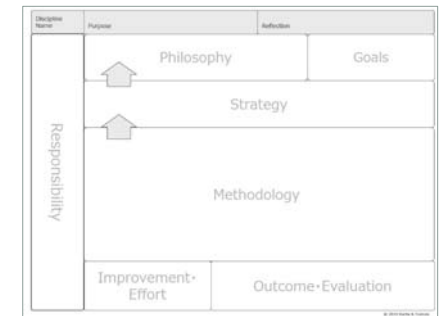 Discipline
Name
Purpose
Reflection
Philosophy
Goals
Strategy
Responsibility
Methodology
Improvement・
Effort
Outcome・Evaluation